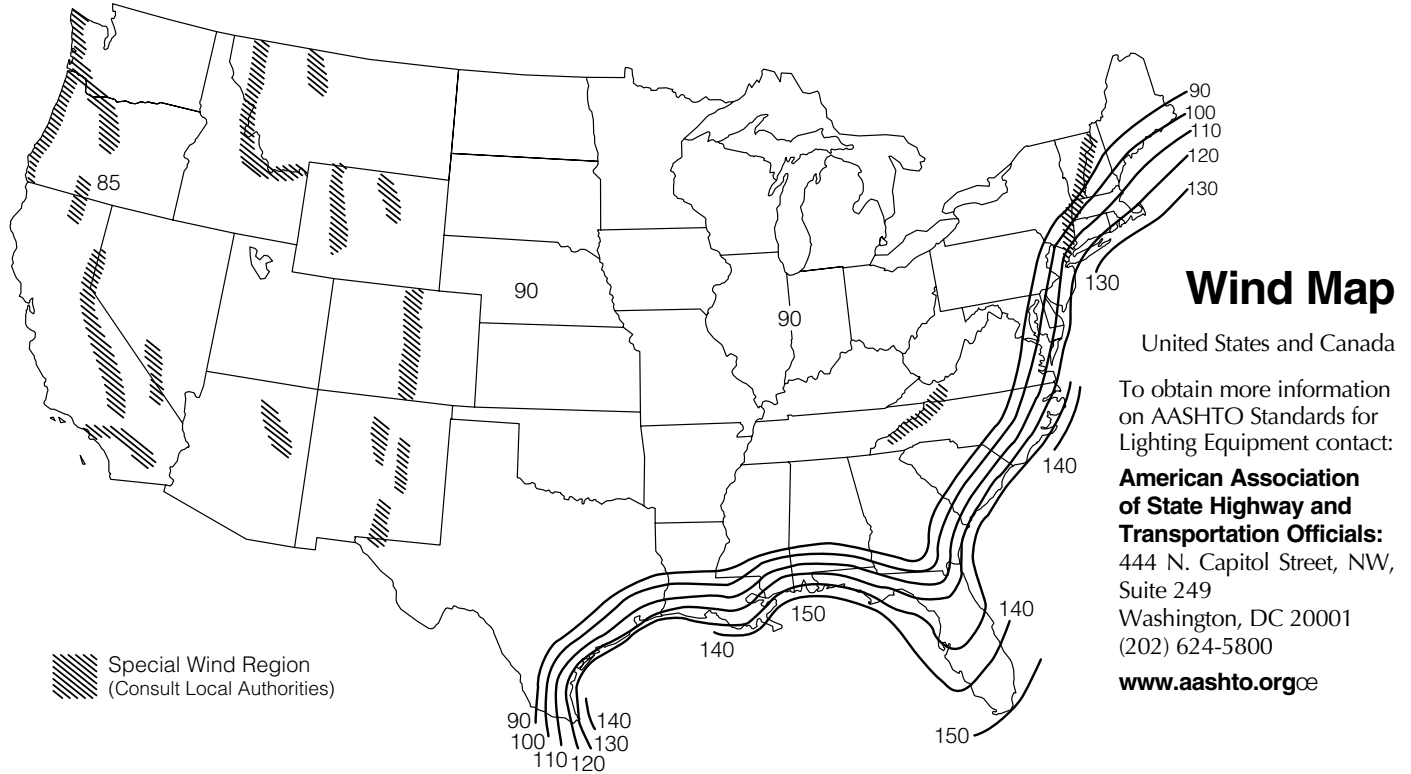 90
100
110
120
130
130
85
90
90
140
140
150
140
150
90
100
110
120
130
140
Special Wind Region
(Consult Local Authorities)
Wind Map
United States and Canada
To obtain more information
on AASHTO Standards for
Lighting Equipment contact:
American Association
of State Highway and
Transportation Officials:
444 N. Capitol Street, NW,
Suite 249
Washington, DC 20001
(202) 624-5800
www.aashto.orgœ